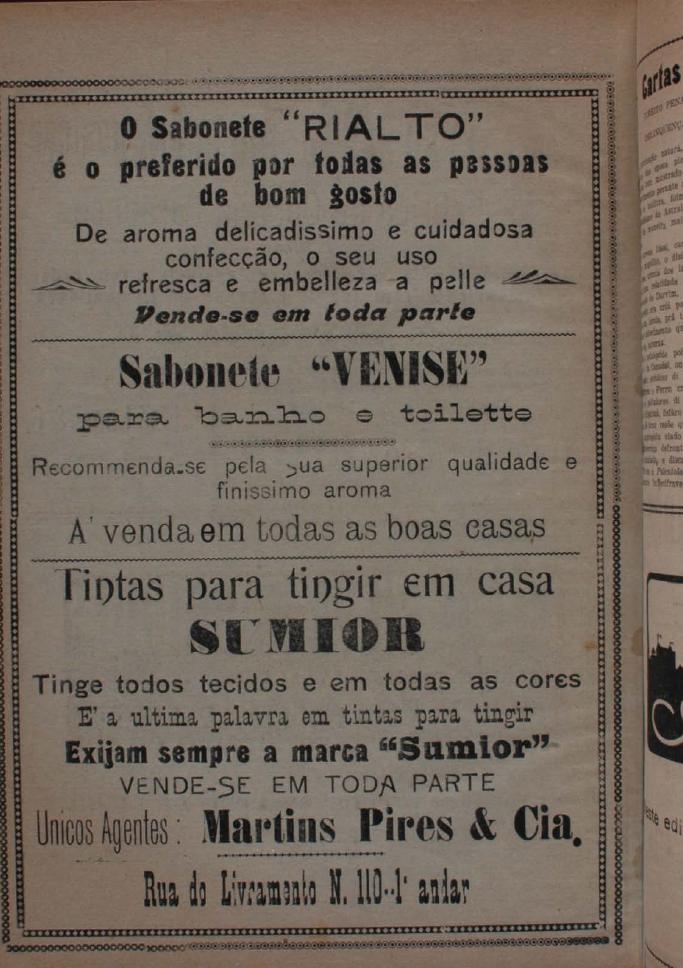 O Sabonete "RIALTO"
é o preferido por todas as pessoas
de bom gosto
De aroma delicadissimo e cuidadosa
confecção, o seu uso
refresca e embelleza a pelle
Vende-se em toda parte
Sabonete "VENISE"
para banho e toilette
Recommenda-se pela sua superior qualidade e
finissimo aroma
A' venda em todas as boas casas
Tintas para tingir em casa
SUMIOR
Tinge todos tecidos e em todas as cores
E' a ultima palavra em tintas para tingir
Exijam sempre a marca "Sumior"
VENDE-SE EM TODA PARTE
Unicos Agentes: Martins Pires & Cia.
Rua do Livramento N. 110--1º andar
Cartas